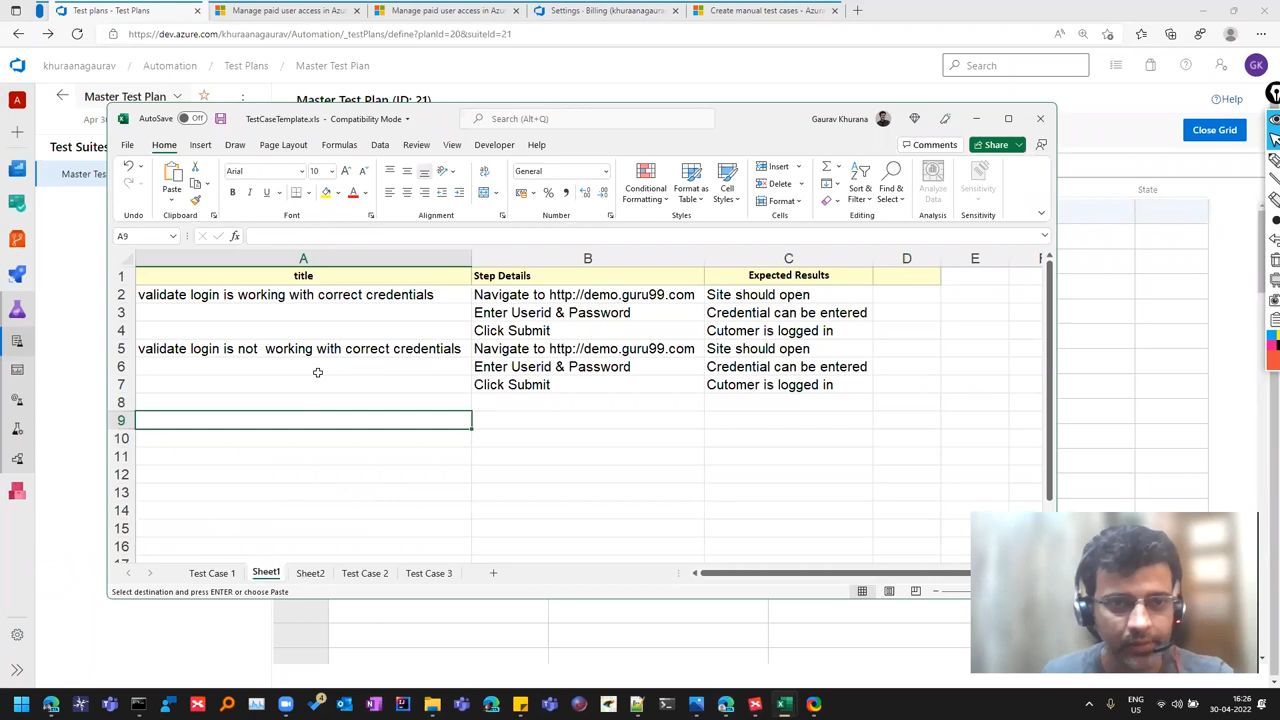 Test plans - Test Plans
Manage paid user access in Azu
Manage paid user access in Azu
Settings - Billing (khuraanagaura
Create manual test cases - Azur
https://dev.azure.com/khuraanagaurav/Automation/_testPlans/define?planId=20&suiteId=21
khuraanagaurav
Automation
Test Plans
Master Test Plan
Search
GK
Master Test Plan
Master Test Plan (ID: 21)
Help
Apr 30
Close Grid
Test Suites
Master Tes
State
AutoSave
Off
TestCaseTemplate.xls - Compatibility Mode
Search (Alt+Q)
Gaurav Khurana
File Home Insert Draw Page Layout Formulas Data Review View Developer Help
Comments
Share
Paste
Arial
10
General
Conditional Formatting
Format as Table
Cell Styles
Insert
Delete
Format
Sort & Filter
Find & Select
Analyze Data
Sensitivity
Undo
Clipboard
Font
Alignment
Number
Styles
Cells
Editing
Analysis
Sensitivity
A9
fx
A B C D E F
1 title Step Details Expected Results
2 validate login is working with correct credentials Navigate to http://demo.guru99.com Site should open
3 Enter Userid & Password Credential can be entered
4 Click Submit Cutomer is logged in
5 validate login is not  working with correct credentials Navigate to http://demo.guru99.com Site should open
6 Enter Userid & Password Credential can be entered
7 Click Submit Cutomer is logged in
8
9
10
11
12
13
14
15
16
17
Test Case 1
Sheet1
Sheet2
Test Case 2
Test Case 3
Select destination and press ENTER or choose Paste
ENG
US
16:26
30-04-2022